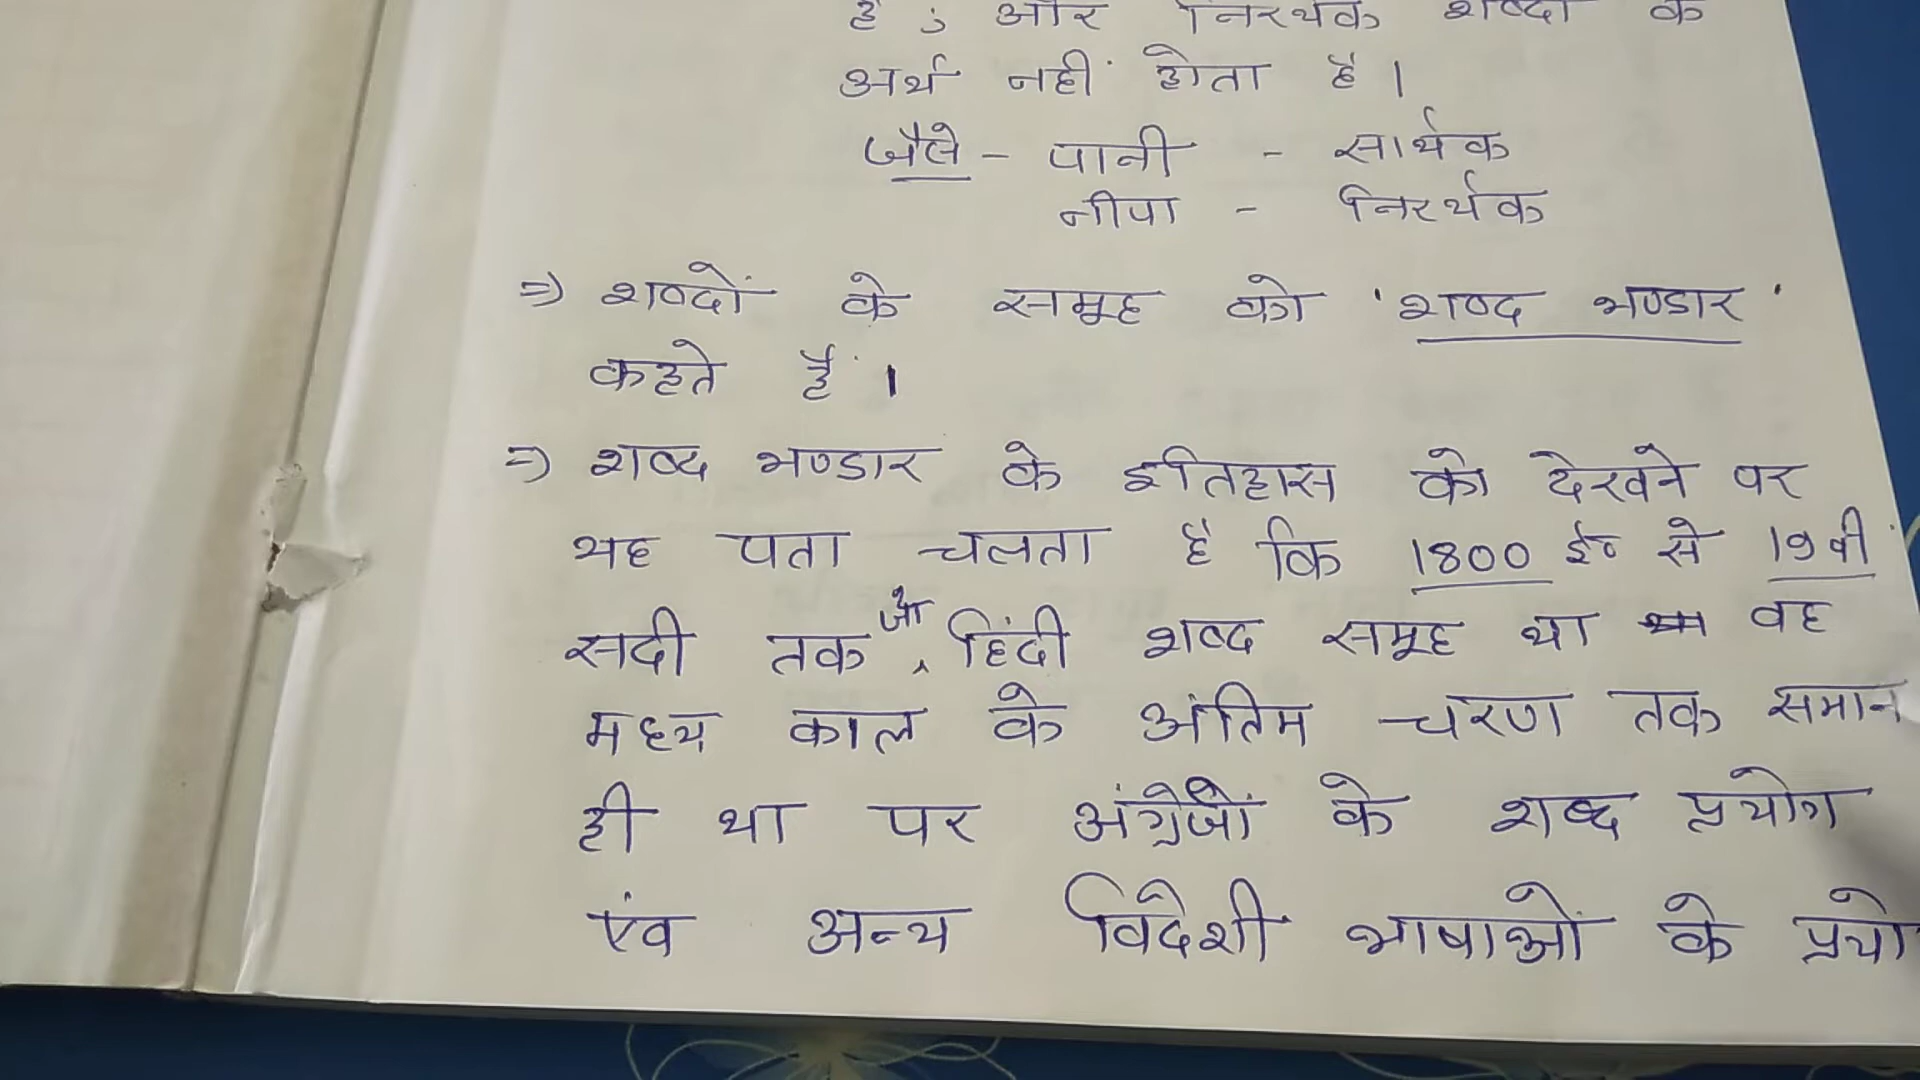 है ; और निरर्थक शब्दों के
अर्थ नहीं होता है ।
जैसे - पानी - सार्थक
नीपा - निरर्थक
⇒ शब्दों के समूह को 'शब्द भण्डार'
कहते हैं ।
⇒ शब्द भण्डार के इतिहास को देखने पर
यह पता चलता है कि 1800 ई० से 19वीं
सदी तक जो हिंदी शब्द समूह था वह
मध्य काल के अंतिम चरण तक समान
ही था पर अंग्रेजों के शब्द प्रयोग
एंव अन्य विदेशी भाषाओं के प्रयो